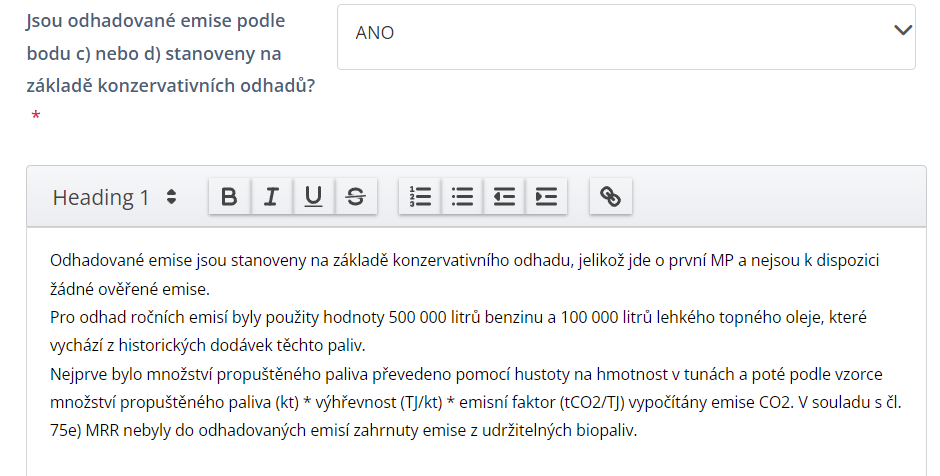 Jsou odhadované emise podle
bodu c) nebo d) stanoveny na
základě konzervativních odhadů?
*
ANO
Heading 1
B I U S
Odhadované emise jsou stanoveny na základě konzervativního odhadu, jelikož jde o první MP a nejsou k dispozici
žádné ověřené emise.
Pro odhad ročních emisí byly použity hodnoty 500 000 litrů benzinu a 100 000 litrů lehkého topného oleje, které
vychází z historických dodávek těchto paliv.
Nejprve bylo množství propuštěného paliva převedeno pomocí hustoty na hmotnost v tunách a poté podle vzorce
množství propuštěného paliva (kt) * výhřevnost (TJ/kt) * emisní faktor (tCO2/TJ) vypočítány emise CO2. V souladu s čl.
75e) MRR nebyly do odhadovaných emisí zahrnuty emise z udržitelných biopaliv.